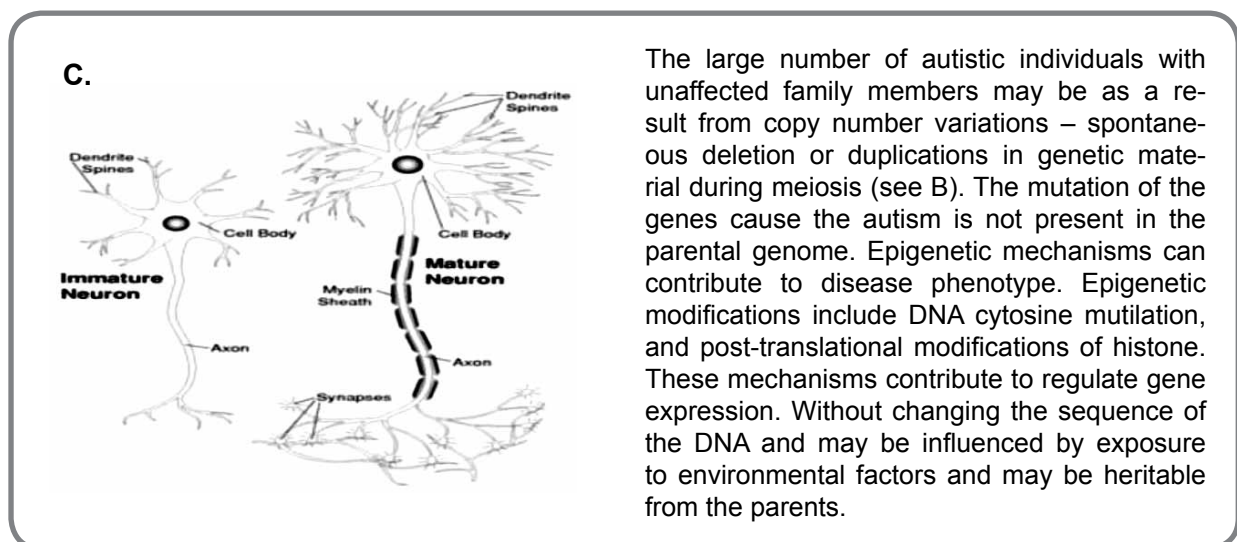 C.
Dendrite
Spines
Dendrite
Spines
Cell Body
Cell Body
Immature
Neuron
Mature
Neuron
Myelin
Sheath
Axon
Axon
Synapses
The large number of autistic individuals with
unaffected family members may be as a re-
sult from copy number variations – spontane-
ous deletion or duplications in genetic mate-
rial during meiosis (see B). The mutation of the
genes cause the autism is not present in the
parental genome. Epigenetic mechanisms can
contribute to disease phenotype. Epigenetic
modifications include DNA cytosine mutilation,
and post-translational modifications of histone.
These mechanisms contribute to regulate gene
expression. Without changing the sequence of
the DNA and may be influenced by exposure
to environmental factors and may be heritable
from the parents.